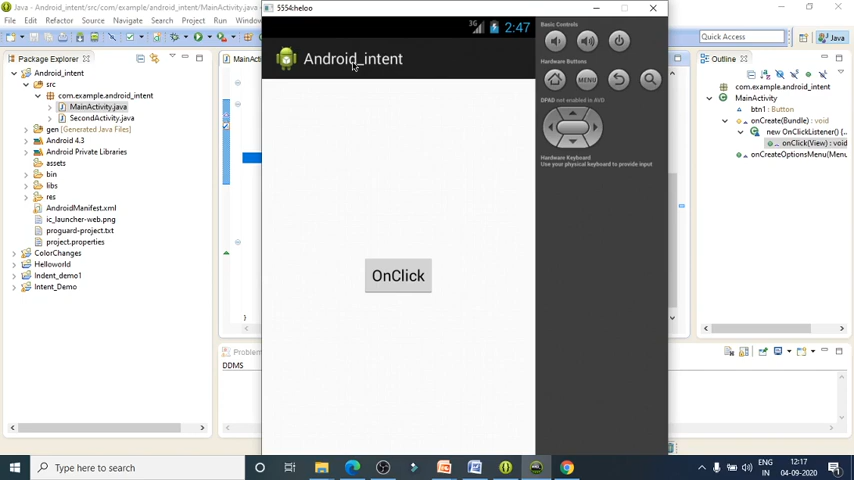 Java - Android_intent/src/com/example/android_intent/MainActivity.java
5554:heloo
File Edit Refactor Source Navigate Search Project Run
Quick Access
Java
Package Explorer
MainActi
Outline
Android_intent
src
com.example.android_intent
MainActivity.java
SecondActivity.java
gen [Generated Java Files]
Android 4.3
Android Private Libraries
assets
bin
libs
res
AndroidManifest.xml
ic_launcher-web.png
proguard-project.txt
project.properties
ColorChanges
Helloworld
Indent_demo1
Intent_Demo
3G
2:47
Android_intent
OnClick
Basic Controls
Hardware Buttons
MENU
DPAD not enabled in AVD
Hardware Keyboard
Use your physical keyboard to provide input
com.example.android_intent
MainActivity
btn1 : Button
onCreate(Bundle) : void
new OnClickListener() {...
onClick(View) : void
onCreateOptionsMenu(Menu
}
Problem
DDMS
Type here to search
ENG
IN
12:17
04-09-2020